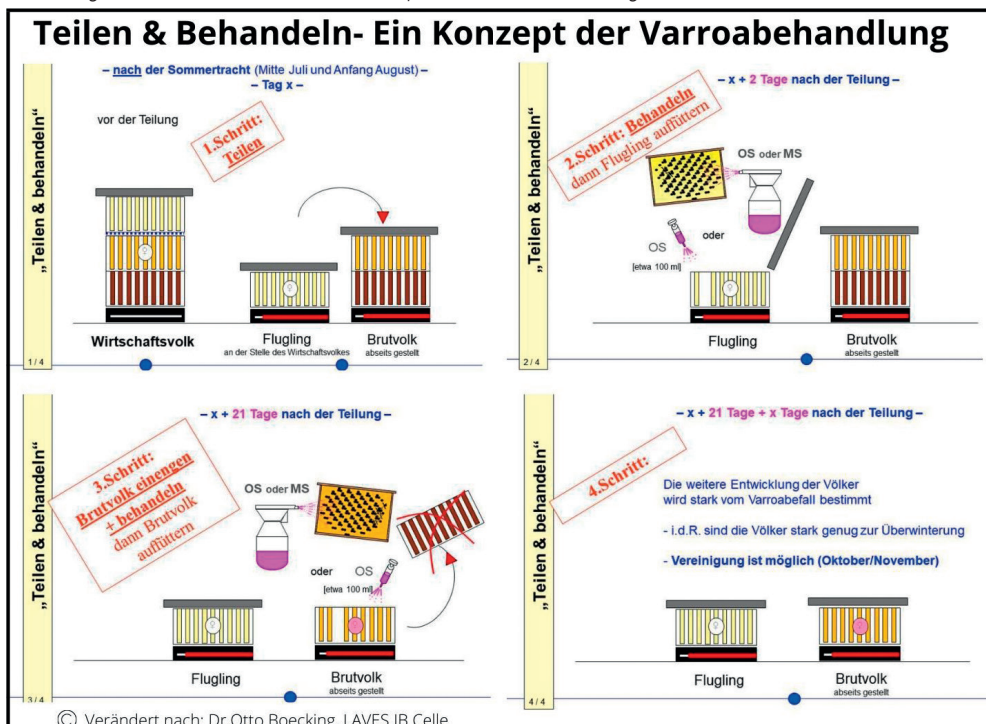 Teilen & Behandeln- Ein Konzept der Varroabehandlung
„Teilen & behandeln“
– nach der Sommertracht (Mitte Juli und Anfang August) –
– Tag x –
vor der Teilung
1.Schritt:
Teilen
Wirtschaftsvolk
Flugling
an der Stelle des Wirtschaftsvolkes
Brutvolk
abseits gestellt
1 / 4
„Teilen & behandeln“
– x + 2 Tage nach der Teilung –
2.Schritt: Behandeln
dann Flugling auffüttern
OS oder MS
oder
OS
[etwa 100 ml]
Flugling
Brutvolk
abseits gestellt
2 / 4
„Teilen & behandeln“
– x + 21 Tage nach der Teilung –
3.Schritt:
Brutvolk einengen
+ behandeln
dann Brutvolk
auffüttern
OS oder MS
oder
OS
[etwa 100 ml]
Flugling
Brutvolk
abseits gestellt
3 / 4
„Teilen & behandeln“
– x + 21 Tage + x Tage nach der Teilung –
4.Schritt:
Die weitere Entwicklung der Völker
wird stark vom Varroabefall bestimmt
- i.d.R. sind die Völker stark genug zur Überwinterung
- Vereinigung ist möglich (Oktober/November)
Flugling
Brutvolk
abseits gestellt
4 / 4
© Verändert nach: Dr Otto Boecking, LAVES IB Celle